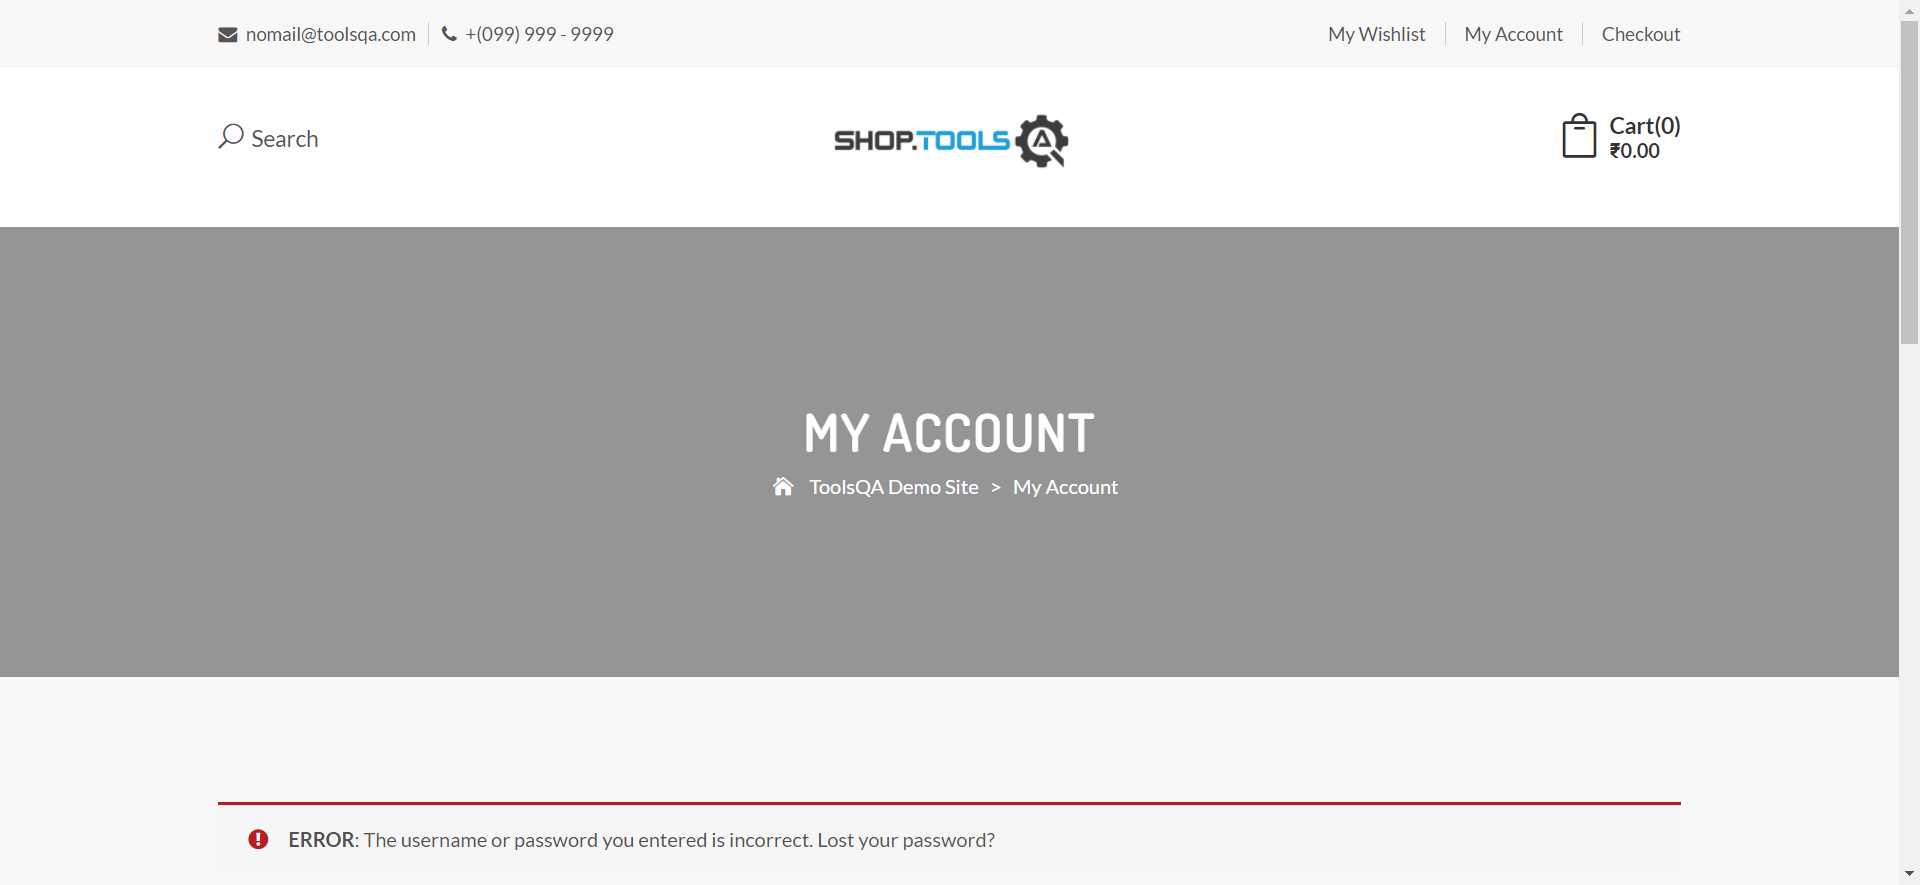 nomail@toolsqa.com +(099) 999 - 9999 My Wishlist My Account Checkout
Search SHOP.TOOLS QA Cart(0)
₹0.00
MY ACCOUNT
ToolsQA Demo Site > My Account
ERROR: The username or password you entered is incorrect. Lost your password?